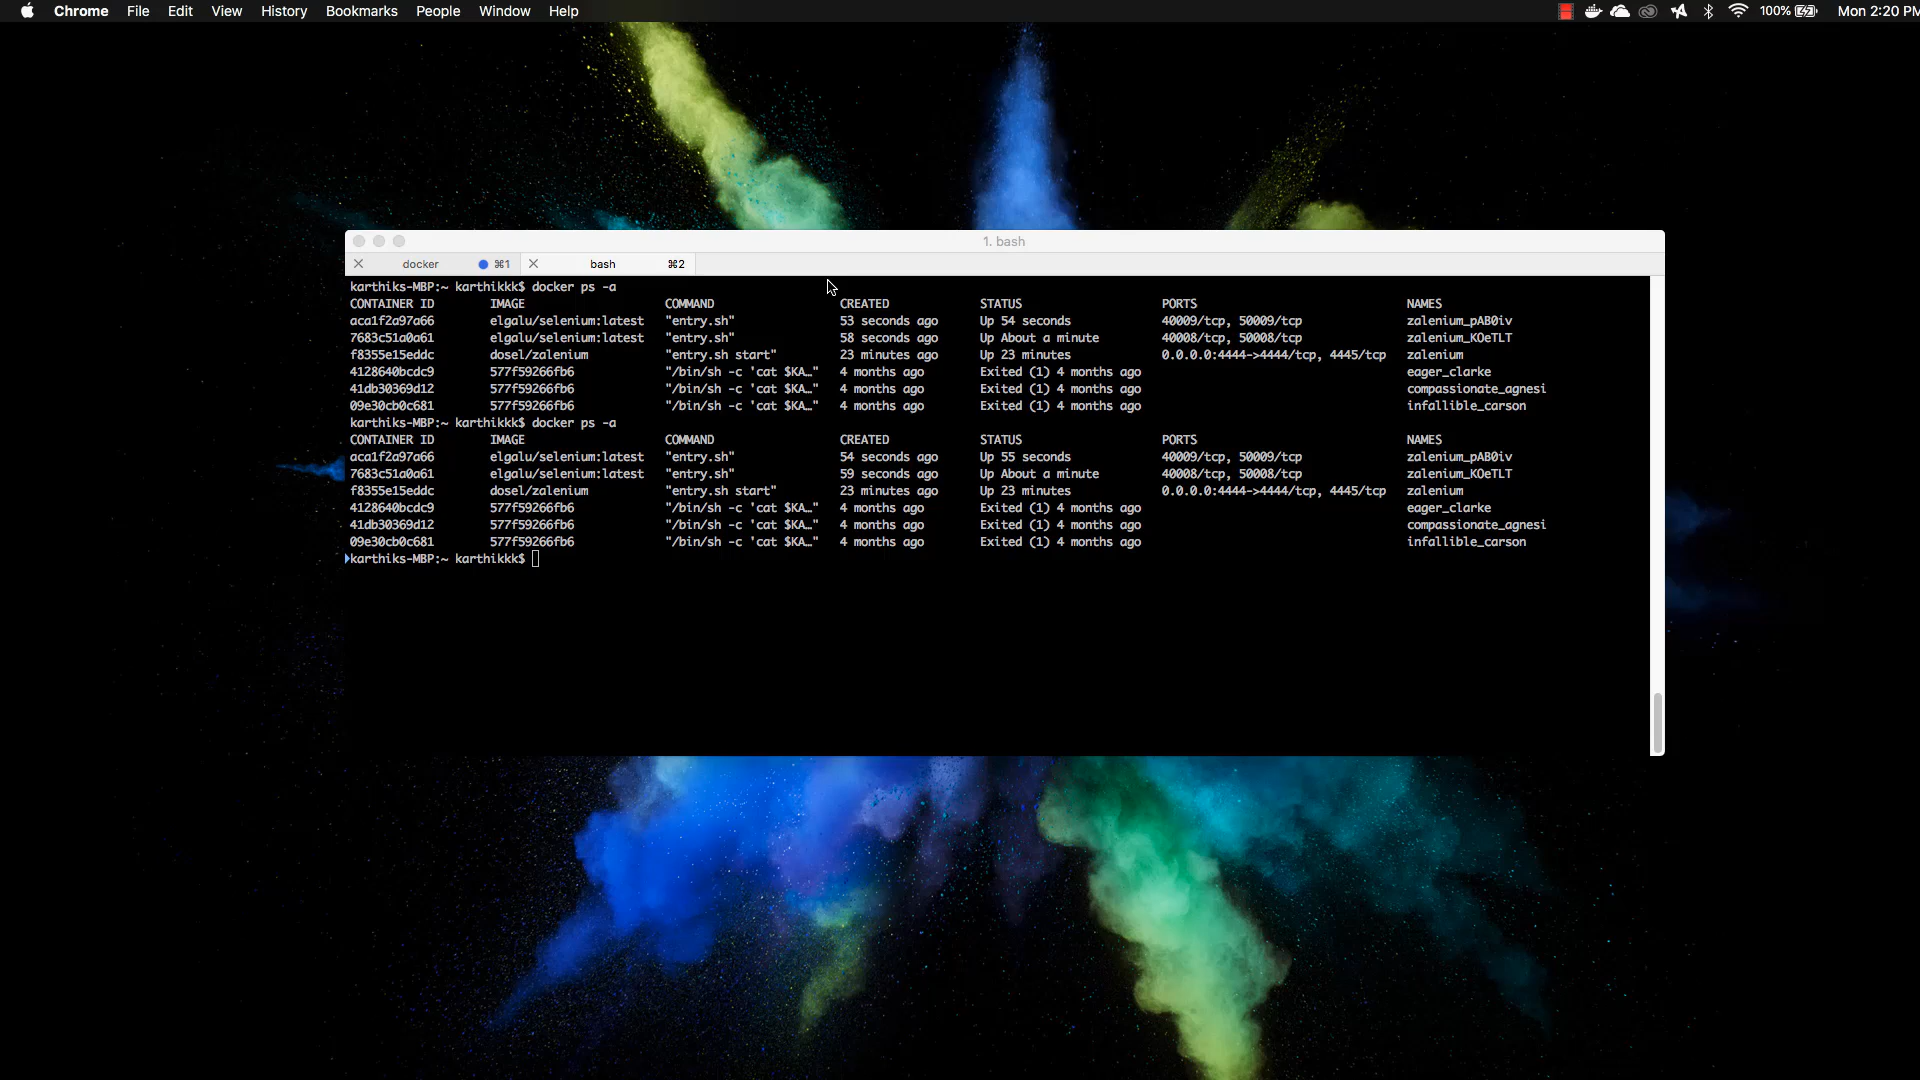 Chrome File Edit View History Bookmarks People Window Help 100% Mon 2:20 PM
1. bash
docker ⌘1 bash ⌘2
karthiks-MBP:~ karthikkk$ docker ps -a
CONTAINER ID IMAGE COMMAND CREATED STATUS PORTS NAMES
aca1f2a97a66 elgalu/selenium:latest "entry.sh" 53 seconds ago Up 54 seconds 40009/tcp, 50009/tcp zalenium_pAB0iv
7683c51a0a61 elgalu/selenium:latest "entry.sh" 58 seconds ago Up About a minute 40008/tcp, 50008/tcp zalenium_KOeTLT
f8355e15eddc dosel/zalenium "entry.sh start" 23 minutes ago Up 23 minutes 0.0.0.0:4444->4444/tcp, 4445/tcp zalenium
4128640bcdc9 577f59266fb6 "/bin/sh -c 'cat $KA…" 4 months ago Exited (1) 4 months ago eager_clarke
41db30369d12 577f59266fb6 "/bin/sh -c 'cat $KA…" 4 months ago Exited (1) 4 months ago compassionate_agnesi
09e30cb0c681 577f59266fb6 "/bin/sh -c 'cat $KA…" 4 months ago Exited (1) 4 months ago infallible_carson
karthiks-MBP:~ karthikkk$ docker ps -a
CONTAINER ID IMAGE COMMAND CREATED STATUS PORTS NAMES
aca1f2a97a66 elgalu/selenium:latest "entry.sh" 54 seconds ago Up 55 seconds 40009/tcp, 50009/tcp zalenium_pAB0iv
7683c51a0a61 elgalu/selenium:latest "entry.sh" 59 seconds ago Up About a minute 40008/tcp, 50008/tcp zalenium_KOeTLT
f8355e15eddc dosel/zalenium "entry.sh start" 23 minutes ago Up 23 minutes 0.0.0.0:4444->4444/tcp, 4445/tcp zalenium
4128640bcdc9 577f59266fb6 "/bin/sh -c 'cat $KA…" 4 months ago Exited (1) 4 months ago eager_clarke
41db30369d12 577f59266fb6 "/bin/sh -c 'cat $KA…" 4 months ago Exited (1) 4 months ago compassionate_agnesi
09e30cb0c681 577f59266fb6 "/bin/sh -c 'cat $KA…" 4 months ago Exited (1) 4 months ago infallible_carson
karthiks-MBP:~ karthikkk$